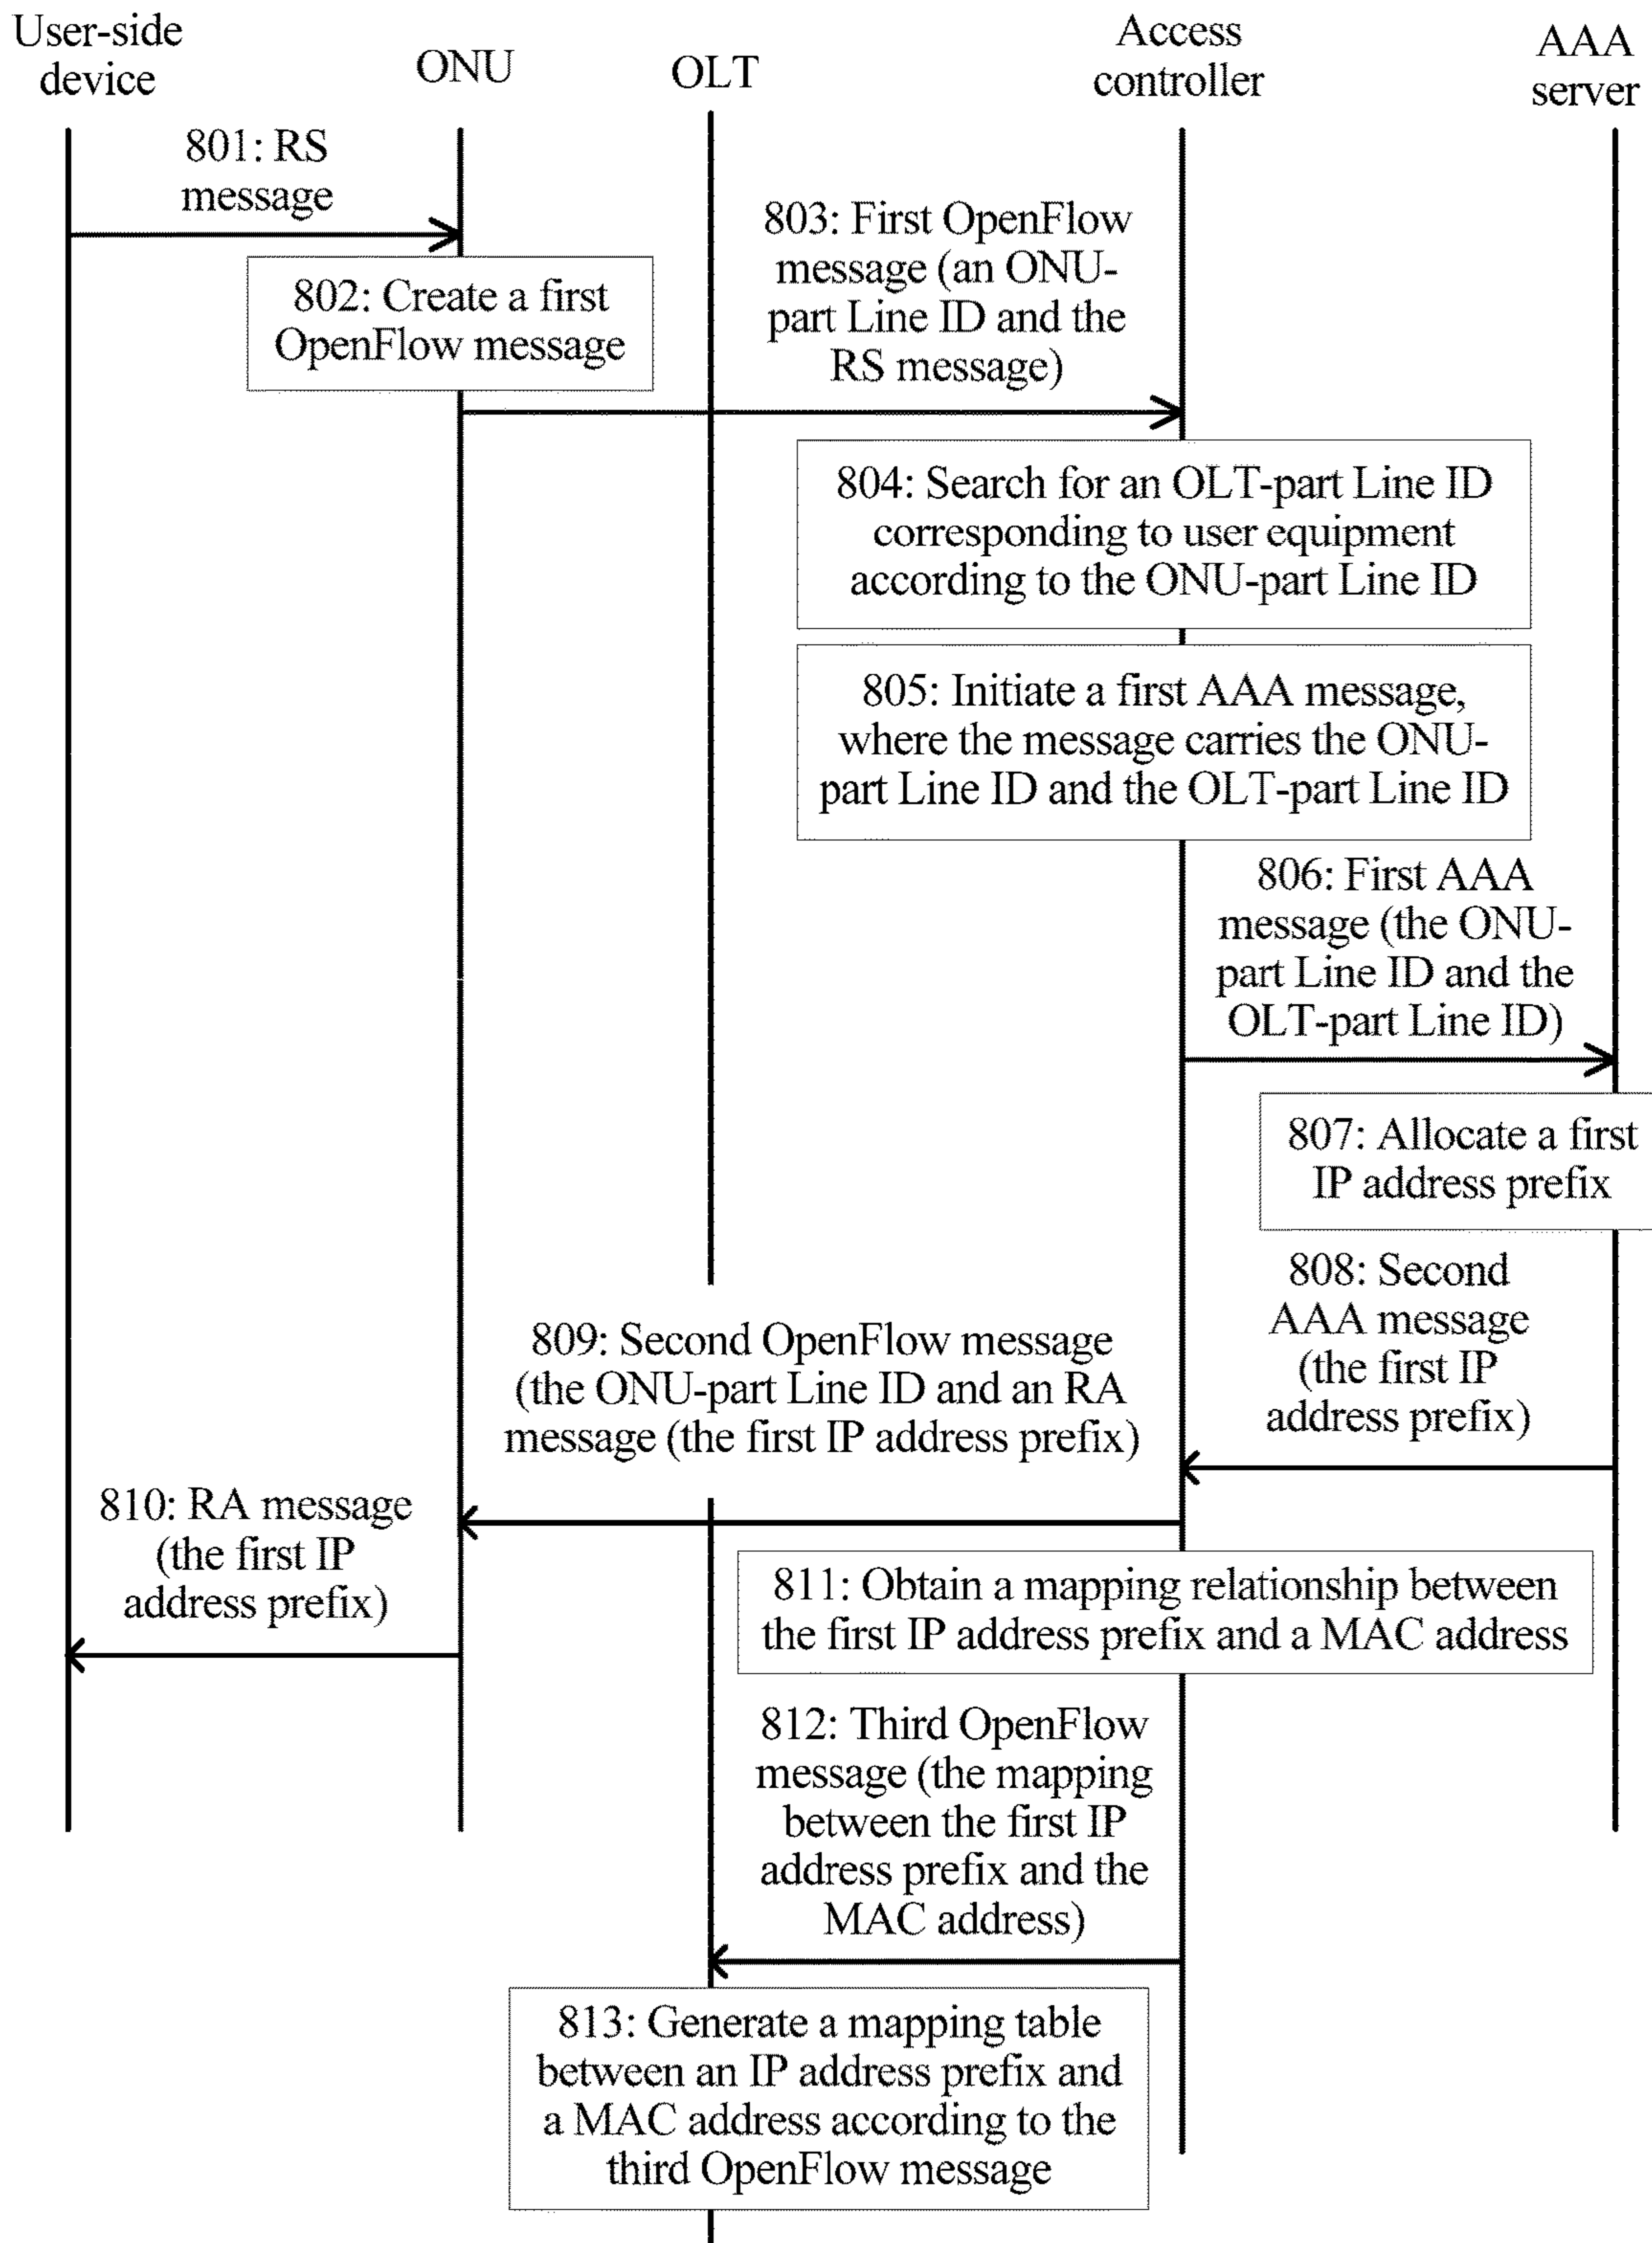 User-side
device
ONU
OLT
Access
controller
AAA
server
801: RS
message
802: Create a first
OpenFlow message
803: First OpenFlow
message (an ONU-
part Line ID and the
RS message)
804: Search for an OLT-part Line ID
corresponding to user equipment
according to the ONU-part Line ID
805: Initiate a first AAA message,
where the message carries the ONU-
part Line ID and the OLT-part Line ID
806: First AAA
message (the ONU-
part Line ID and the
OLT-part Line ID)
807: Allocate a first
IP address prefix
808: Second
AAA message
(the first IP
address prefix)
809: Second OpenFlow message
(the ONU-part Line ID and an RA
message (the first IP address prefix)
810: RA message
(the first IP
address prefix)
811: Obtain a mapping relationship between
the first IP address prefix and a MAC address
812: Third OpenFlow
message (the mapping
between the first IP
address prefix and the
MAC address)
813: Generate a mapping table
between an IP address prefix and
a MAC address according to the
third OpenFlow message